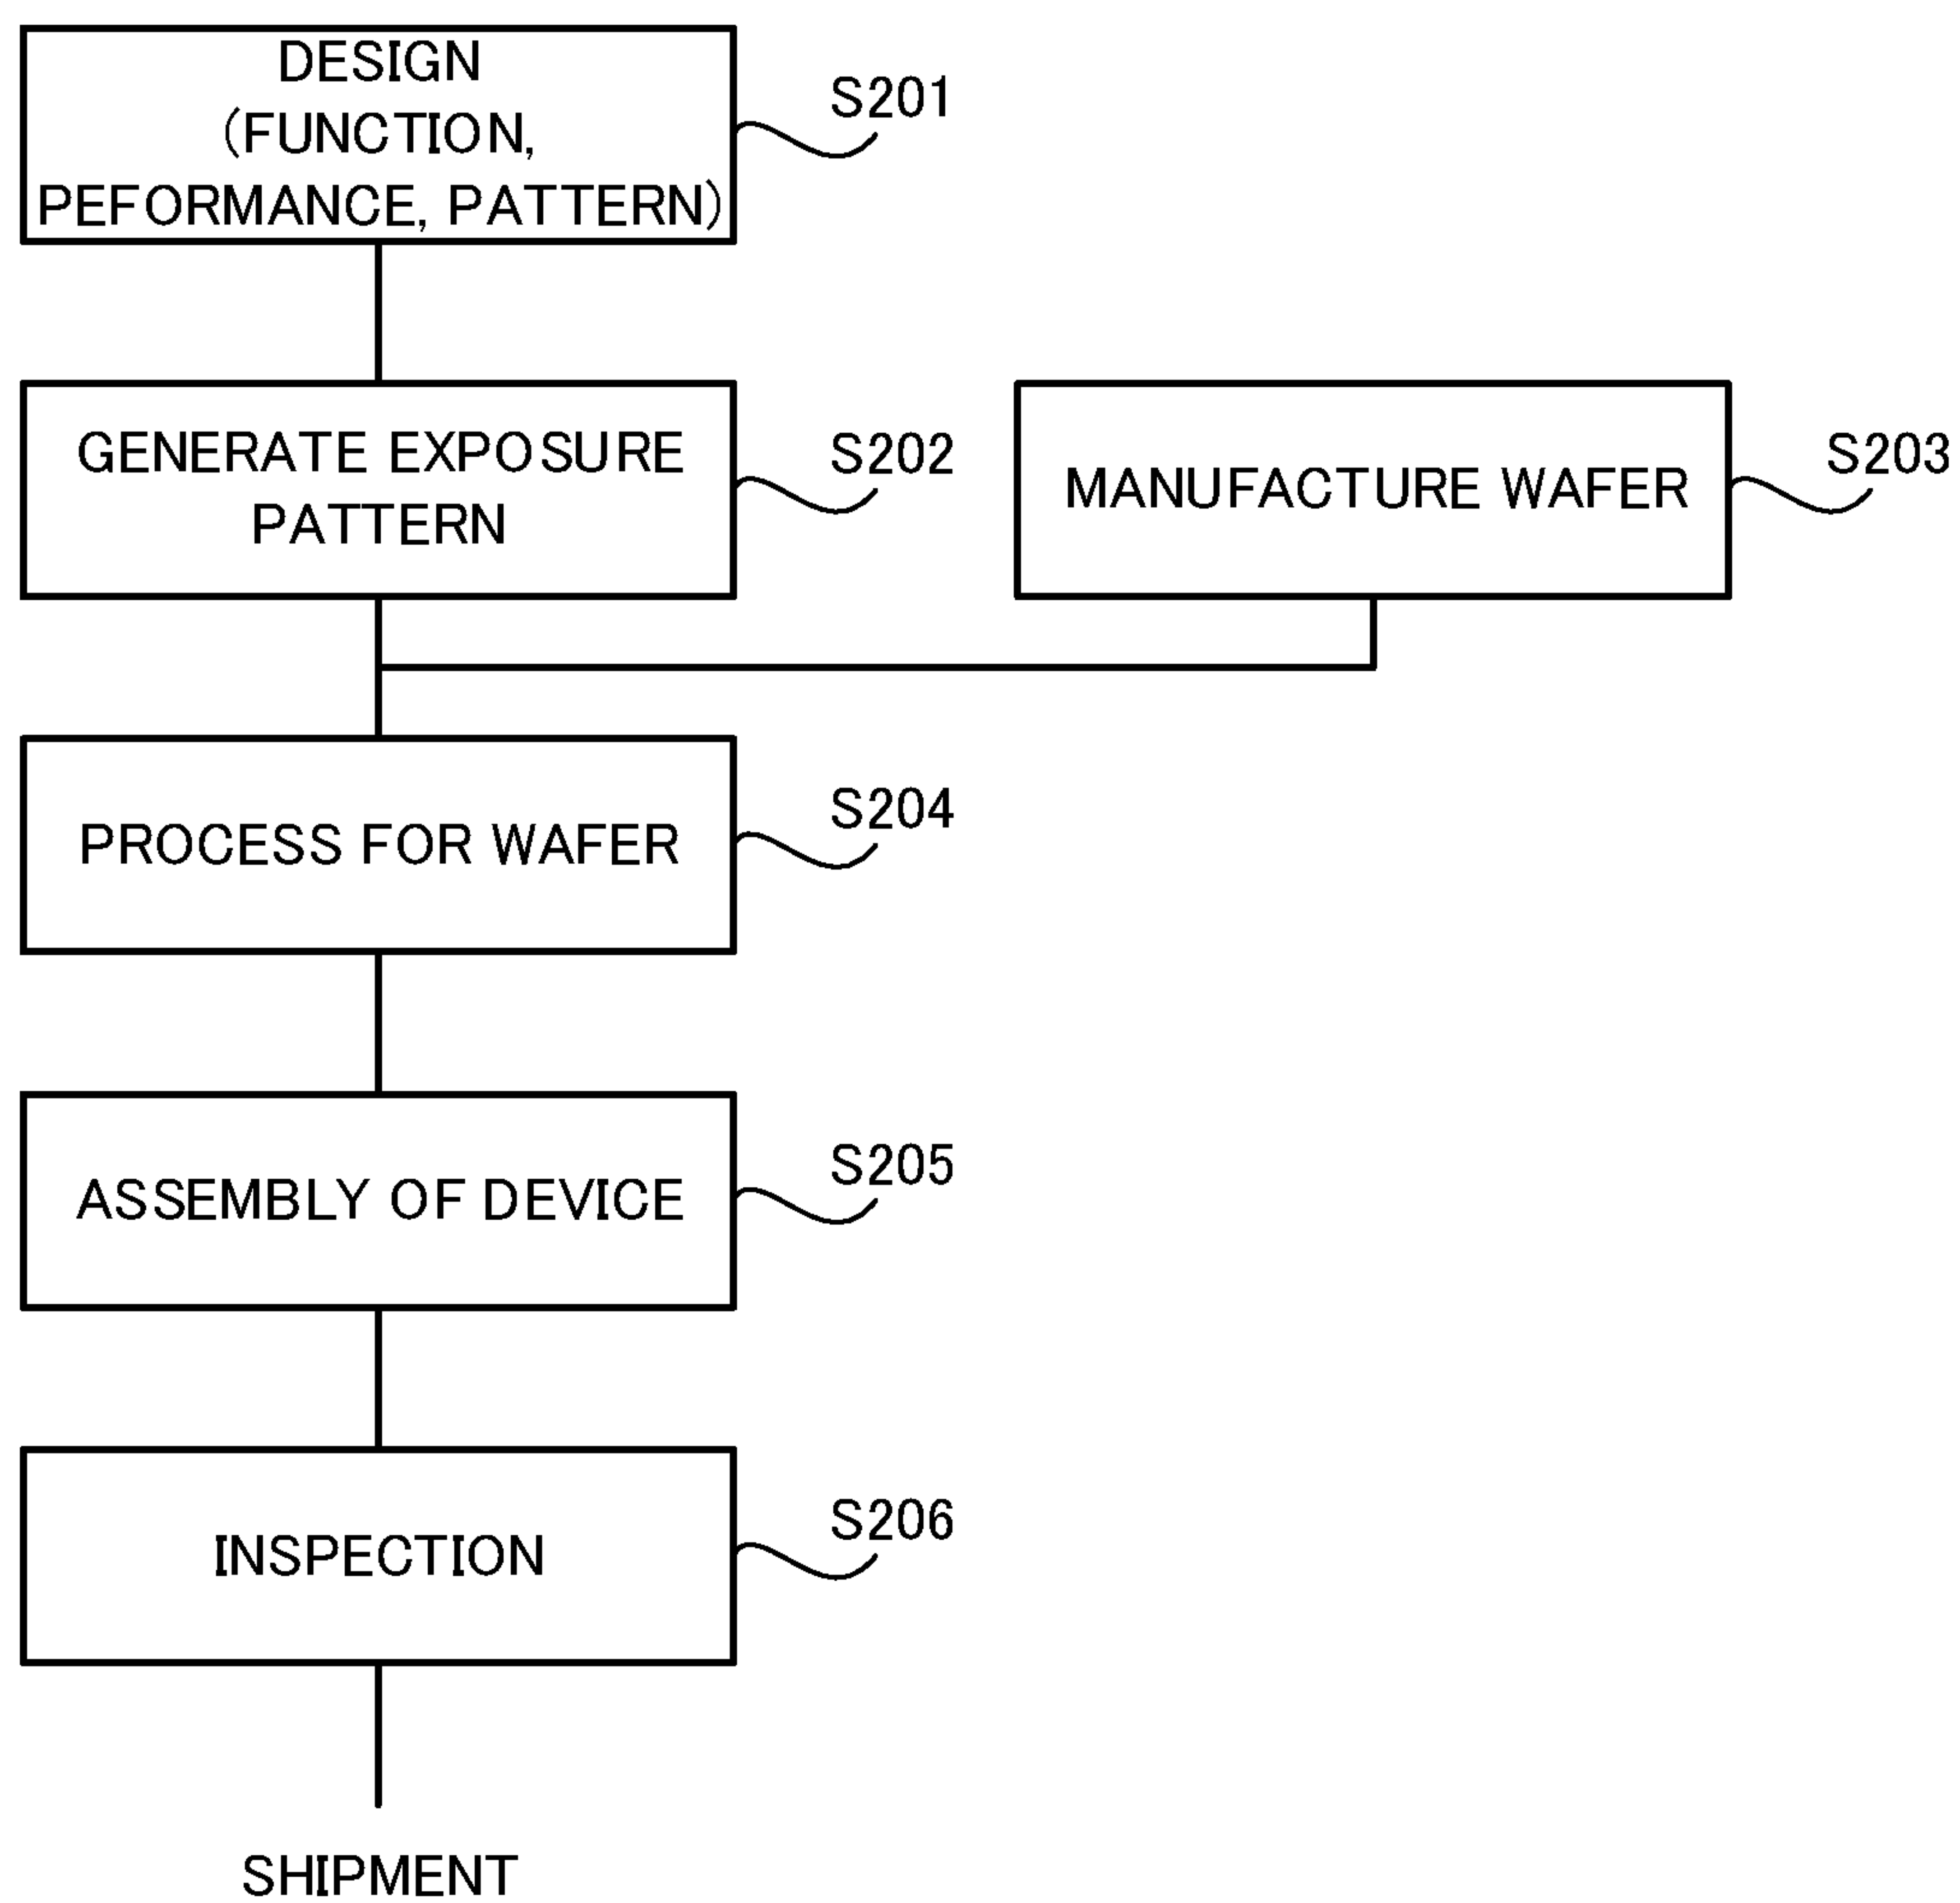 DESIGN
(FUNCTION,
PEFORMANCE, PATTERN)
S201
GENERATE EXPOSURE
PATTERN
S202
MANUFACTURE WAFER
S203
PROCESS FOR WAFER
S204
ASSEMBLY OF DEVICE
S205
INSPECTION
S206
SHIPMENT